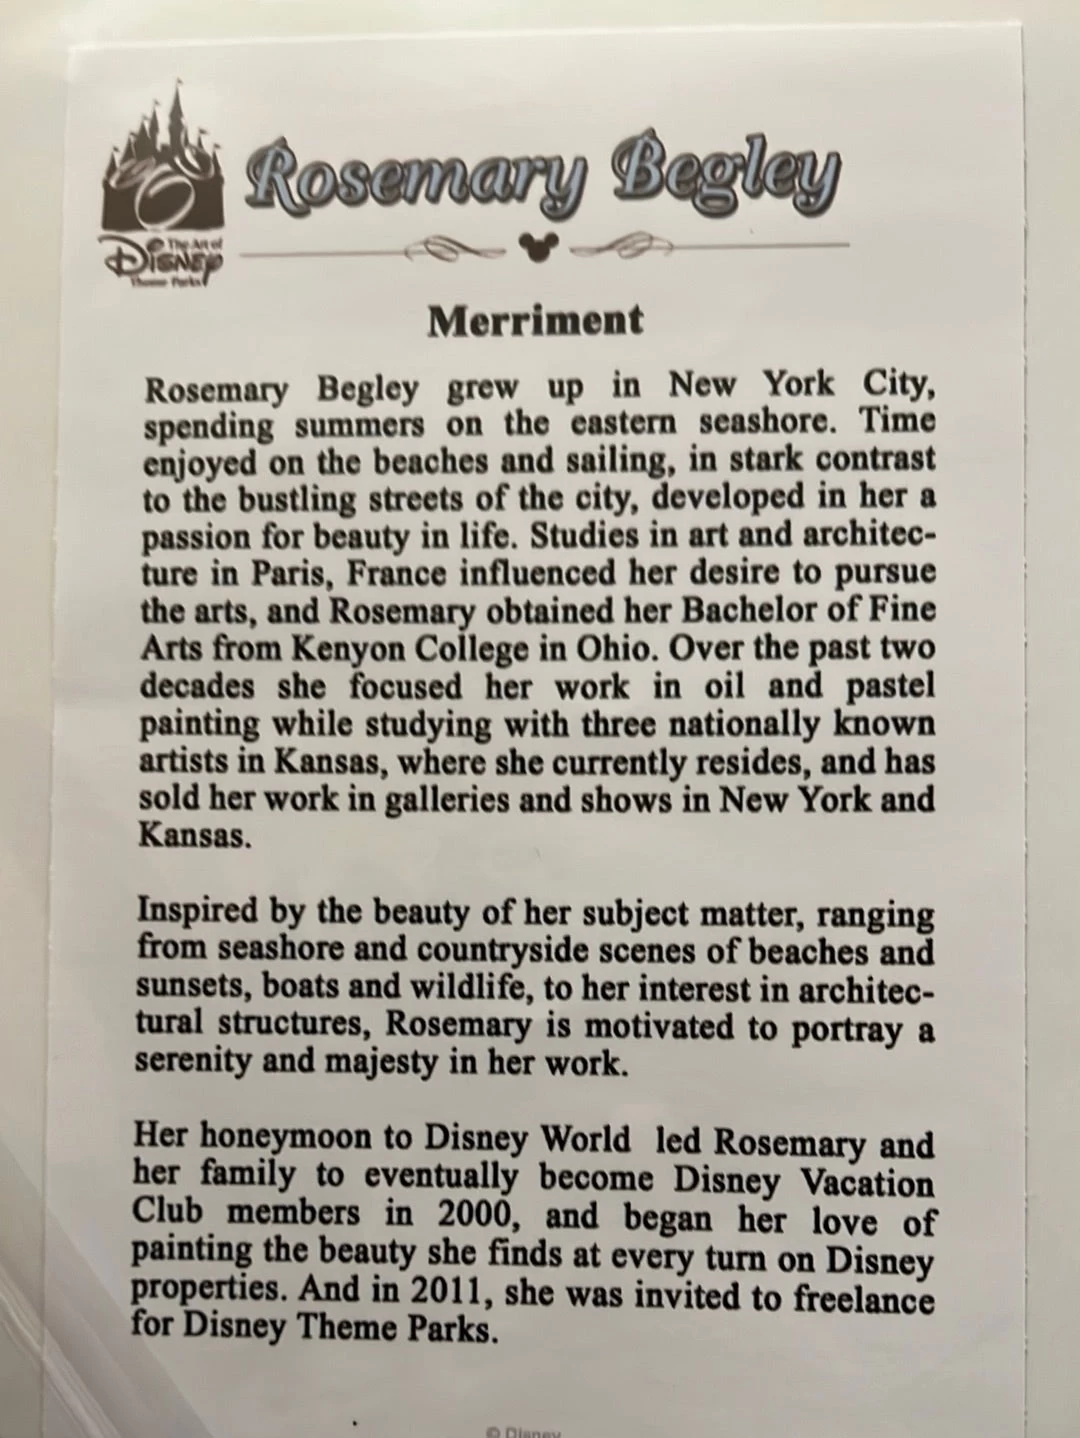 Rosemary Begley
The Art of
DISNEY
Theme Parks
Merriment
Rosemary Begley grew up in New York City,
spending summers on the eastern seashore. Time
enjoyed on the beaches and sailing, in stark contrast
to the bustling streets of the city, developed in her a
passion for beauty in life. Studies in art and architec-
ture in Paris, France influenced her desire to pursue
the arts, and Rosemary obtained her Bachelor of Fine
Arts from Kenyon College in Ohio. Over the past two
decades she focused her work in oil and pastel
painting while studying with three nationally known
artists in Kansas, where she currently resides, and has
sold her work in galleries and shows in New York and
Kansas.
Inspired by the beauty of her subject matter, ranging
from seashore and countryside scenes of beaches and
sunsets, boats and wildlife, to her interest in architec-
tural structures, Rosemary is motivated to portray a
serenity and majesty in her work.
Her honeymoon to Disney World led Rosemary and
her family to eventually become Disney Vacation
Club members in 2000, and began her love of
painting the beauty she finds at every turn on Disney
properties. And in 2011, she was invited to freelance
for Disney Theme Parks.
© Disney